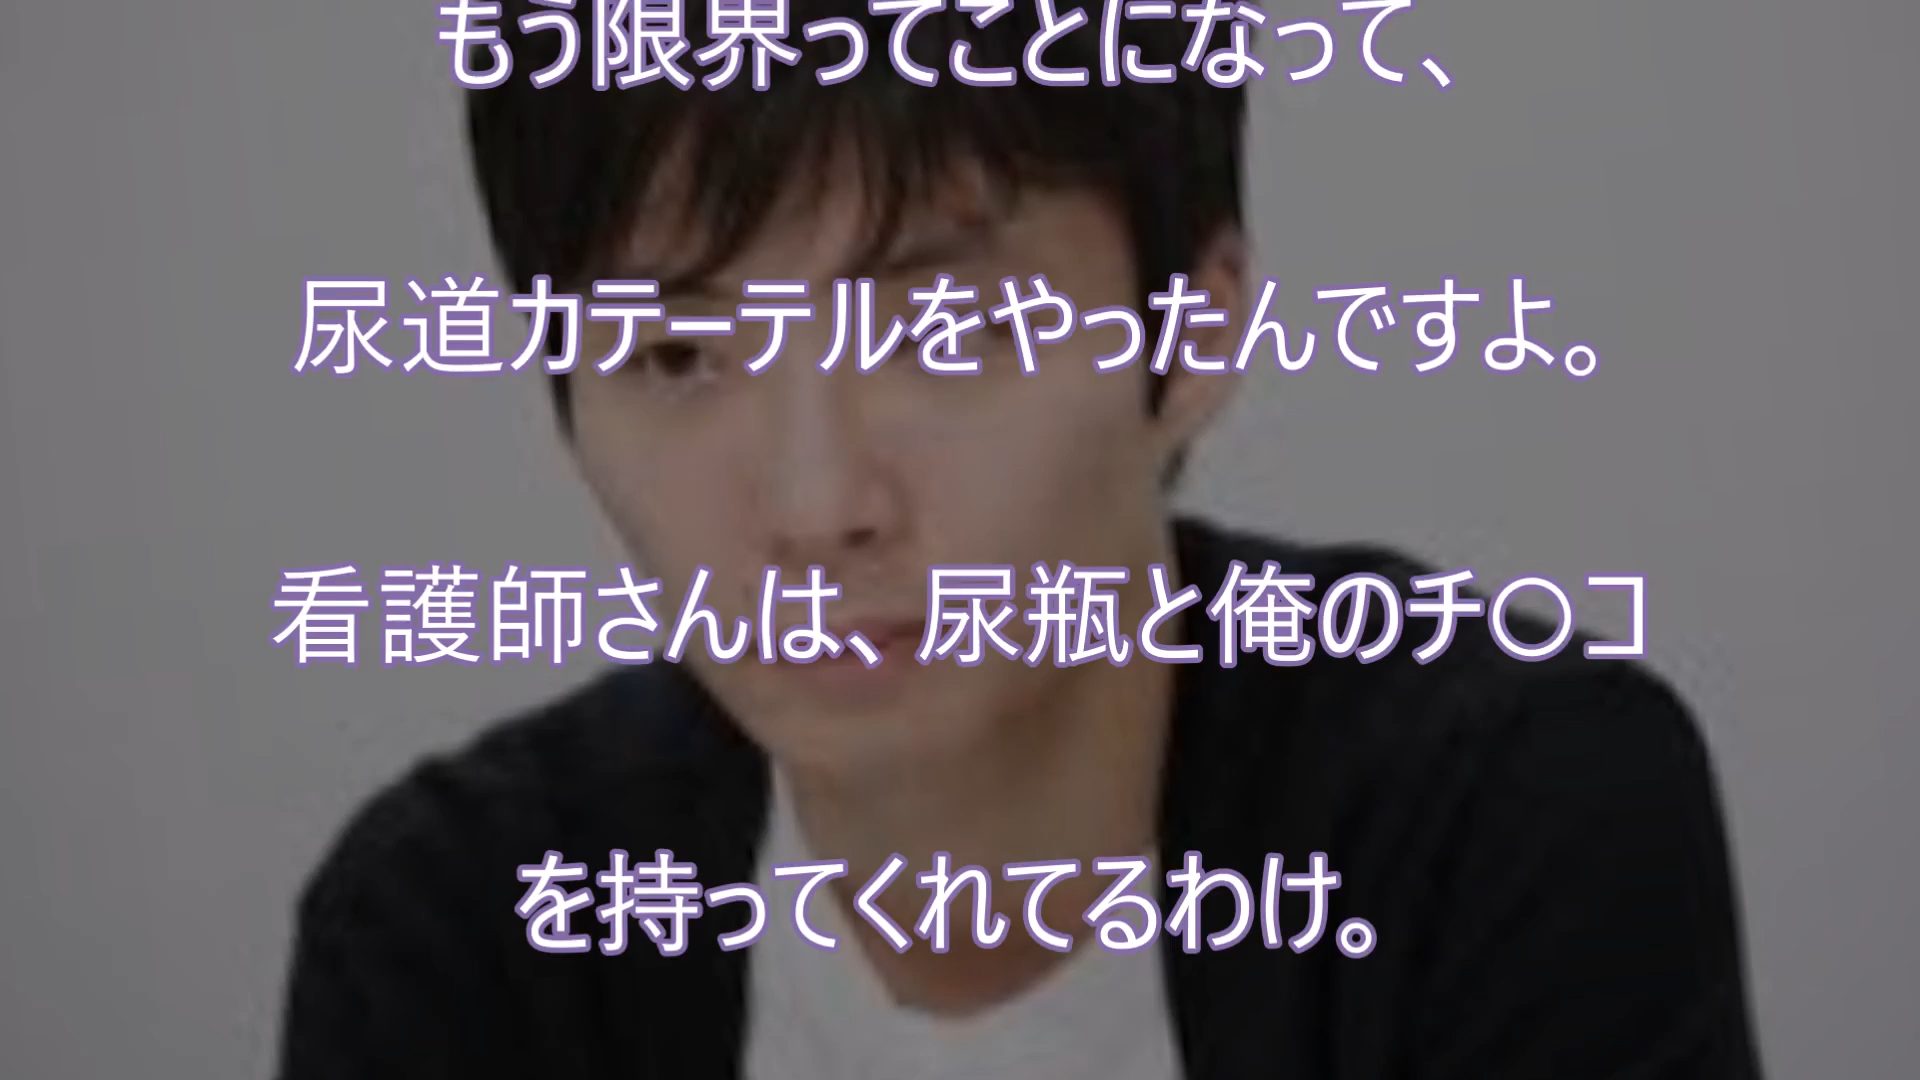 もう限界ってことになって、
尿道カテーテルをやったんですよ。
看護師さんは、尿瓶と俺のチ○コ
を持ってくれてるわけ。